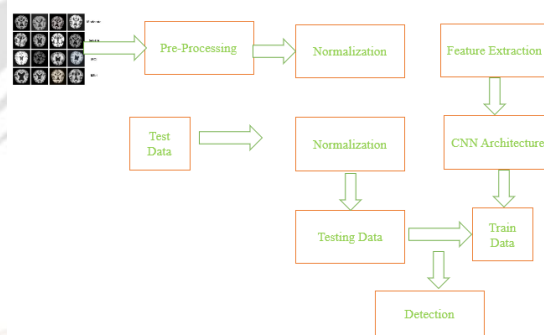 Pre-Processing
Normalization
Feature Extraction
Test
Data
Normalization
CNN Architecture
Testing Data
Train
Data
Detection